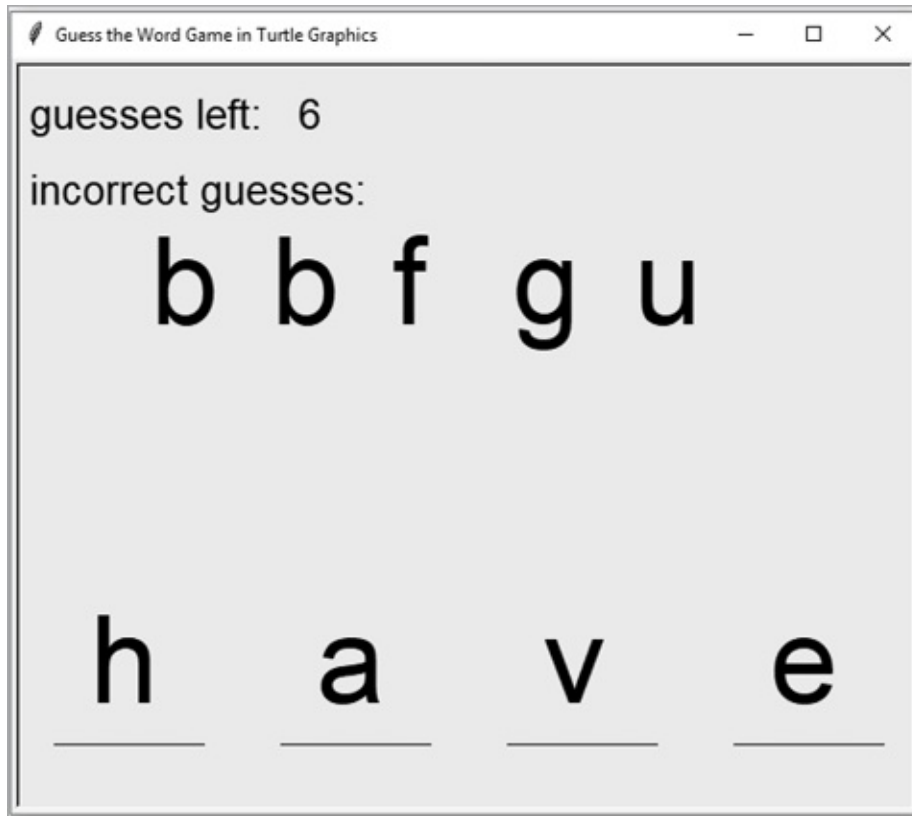 Guess the Word Game in Turtle Graphics
guesses left: 6
incorrect guesses:
b b f g u
h a v e